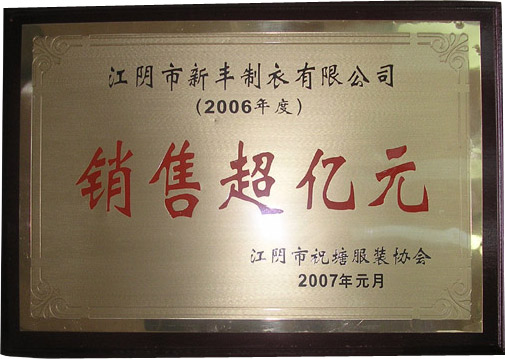 江阴市新丰制衣有限公司
(2006年度)
销售超亿元
江阴市祝塘服装协会
2007年元月